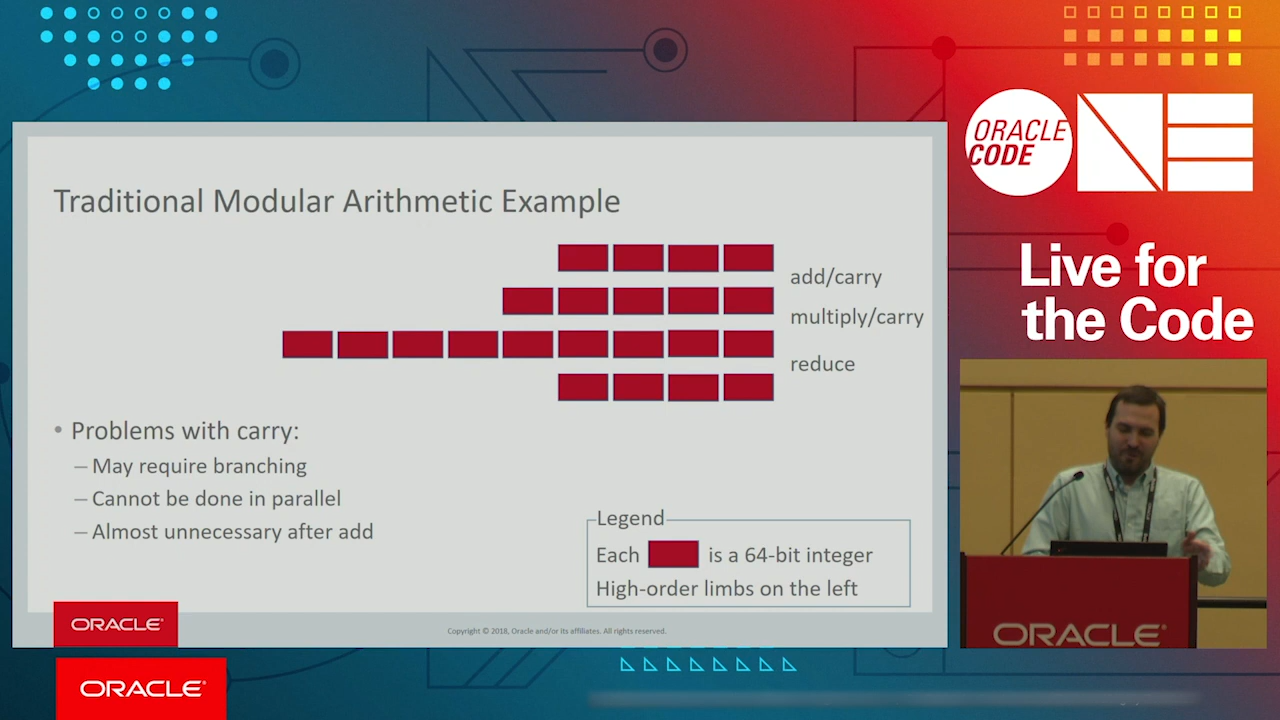 ORACLE
CODE
ONE
Live for
the Code
Traditional Modular Arithmetic Example
add/carry
multiply/carry
reduce
• Problems with carry:
– May require branching
– Cannot be done in parallel
– Almost unnecessary after add
Legend
Each is a 64-bit integer
High-order limbs on the left
ORACLE®
Copyright © 2018, Oracle and/or its affiliates. All rights reserved.
ORACLE®
ORACLE®